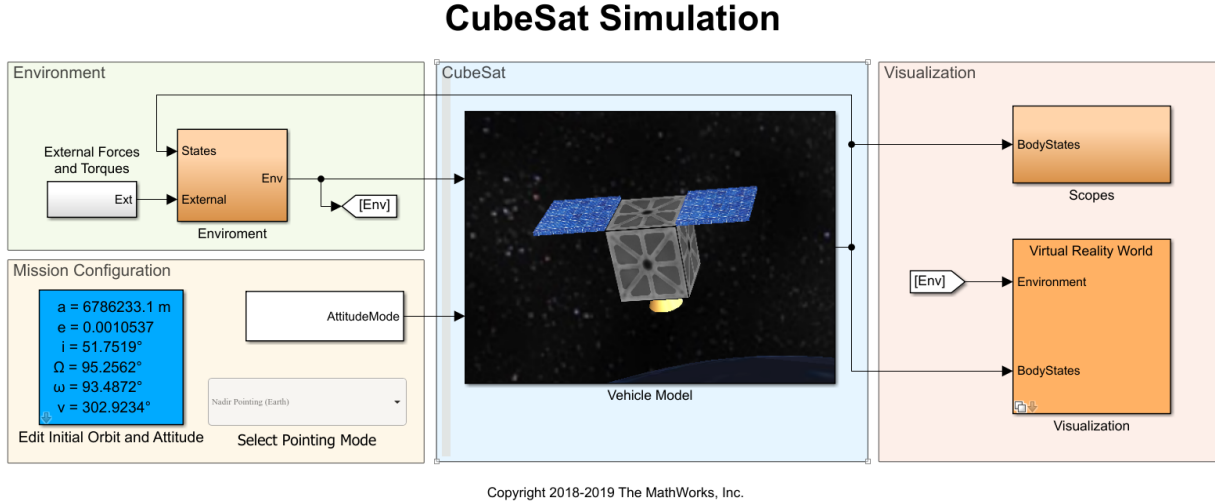 CubeSat Simulation
Environment
External Forces
and Torques
Ext
States
External
Env
[Env]
Enviroment
Mission Configuration
a = 6786233.1 m
e = 0.0010537
i = 51.7519°
Ω = 95.2562°
ω = 93.4872°
ν = 302.9234°
Edit Initial Orbit and Attitude
AttitudeMode
Nadir Pointing (Earth)
Select Pointing Mode
CubeSat
Vehicle Model
Visualization
BodyStates
Scopes
Virtual Reality World
[Env]
Environment
BodyStates
Visualization
Copyright 2018-2019 The MathWorks, Inc.